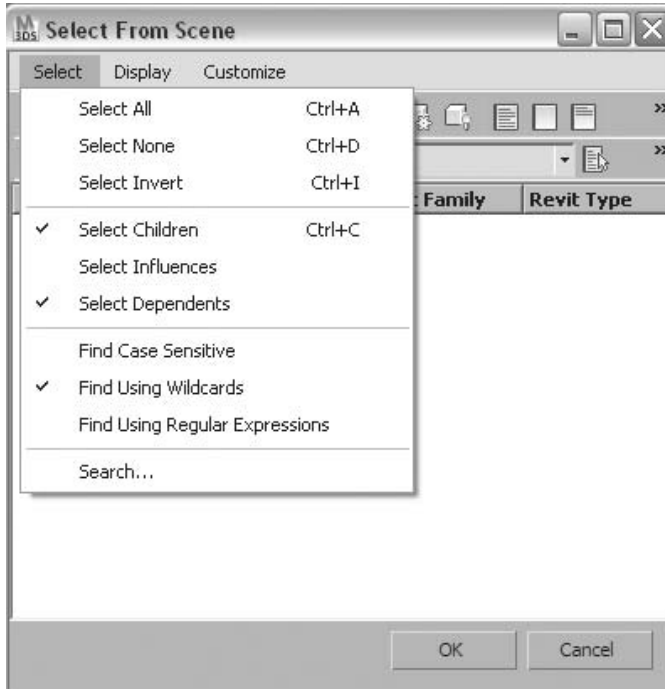 M
3DS Select From Scene
Select Display Customize
Select All Ctrl+A
Select None Ctrl+D
Select Invert Ctrl+I
Family Revit Type
Select Children Ctrl+C
Select Influences
Select Dependents
Find Case Sensitive
Find Using Wildcards
Find Using Regular Expressions
Search...
OK Cancel